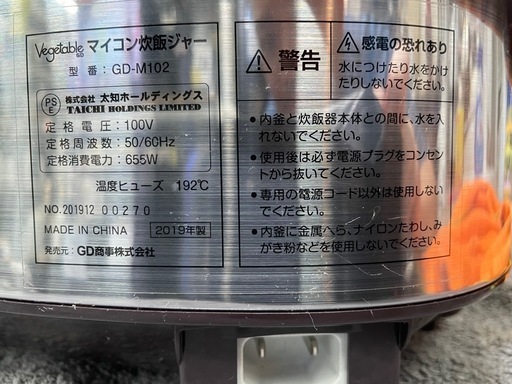 Vegetable マイコン炊飯ジャー
型番：GD-M102
PS
E
株式会社 太知ホールディングス
TAICHI HOLDINGS LIMITED
定格電圧：100V
定格周波数：50/60Hz
定格消費電力：655W
温度ヒューズ 192℃
NO.201912 00270
MADE IN CHINA 2019年製
発売元：GD商事株式会社
警告
感電の恐れあり
水につけたり水をかけ
たりしないでください。
●内釜と炊飯器本体との間に、水を入
れないでください。
●使用後は必ず電源プラグをコンセン
トから抜いてください。
●専用の電源コード以外は使用しない
でください。
●内釜に金属へら、ナイロンたわし、み
がき粉などを使用しないでください。